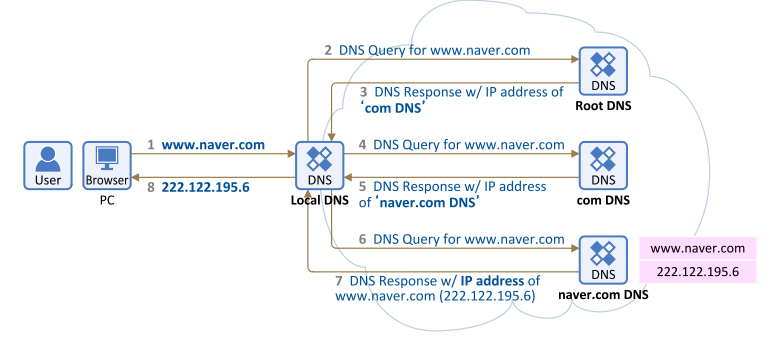 2 DNS Query for www.naver.com
DNS
Root DNS
3 DNS Response w/ IP address of
‘com DNS’
User
Browser
PC
1 www.naver.com
8 222.122.195.6
DNS
Local DNS
4 DNS Query for www.naver.com
5 DNS Response w/ IP address
of ‘naver.com DNS’
DNS
com DNS
6 DNS Query for www.naver.com
7 DNS Response w/ IP address of
www.naver.com (222.122.195.6)
DNS
naver.com DNS
www.naver.com
222.122.195.6